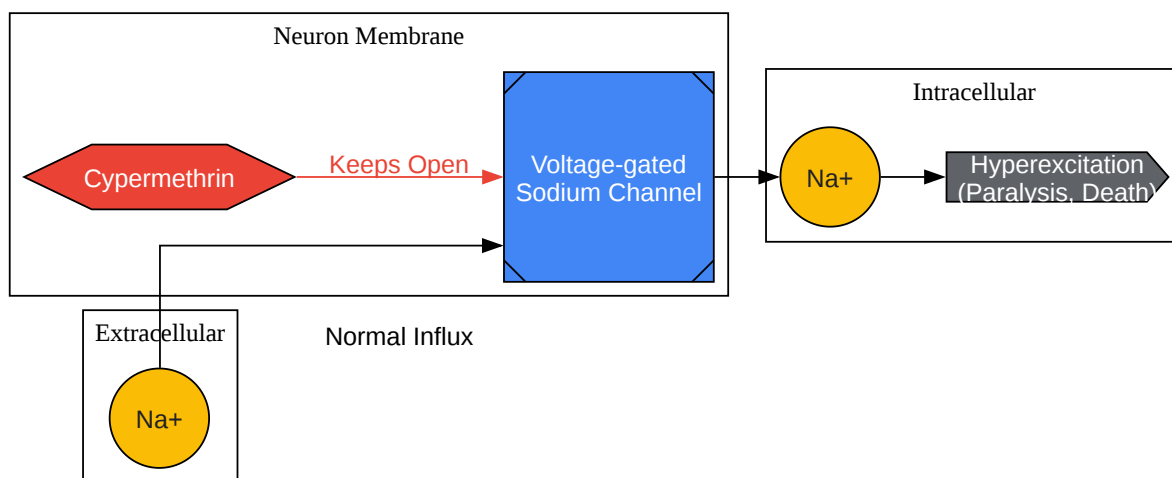 Neuron Membrane
Cypermethrin
Keeps Open
Voltage-gated
Sodium Channel
Intracellular
Na+
Hyperexcitation
(Paralysis, Death)
Extracellular
Normal Influx
Na+